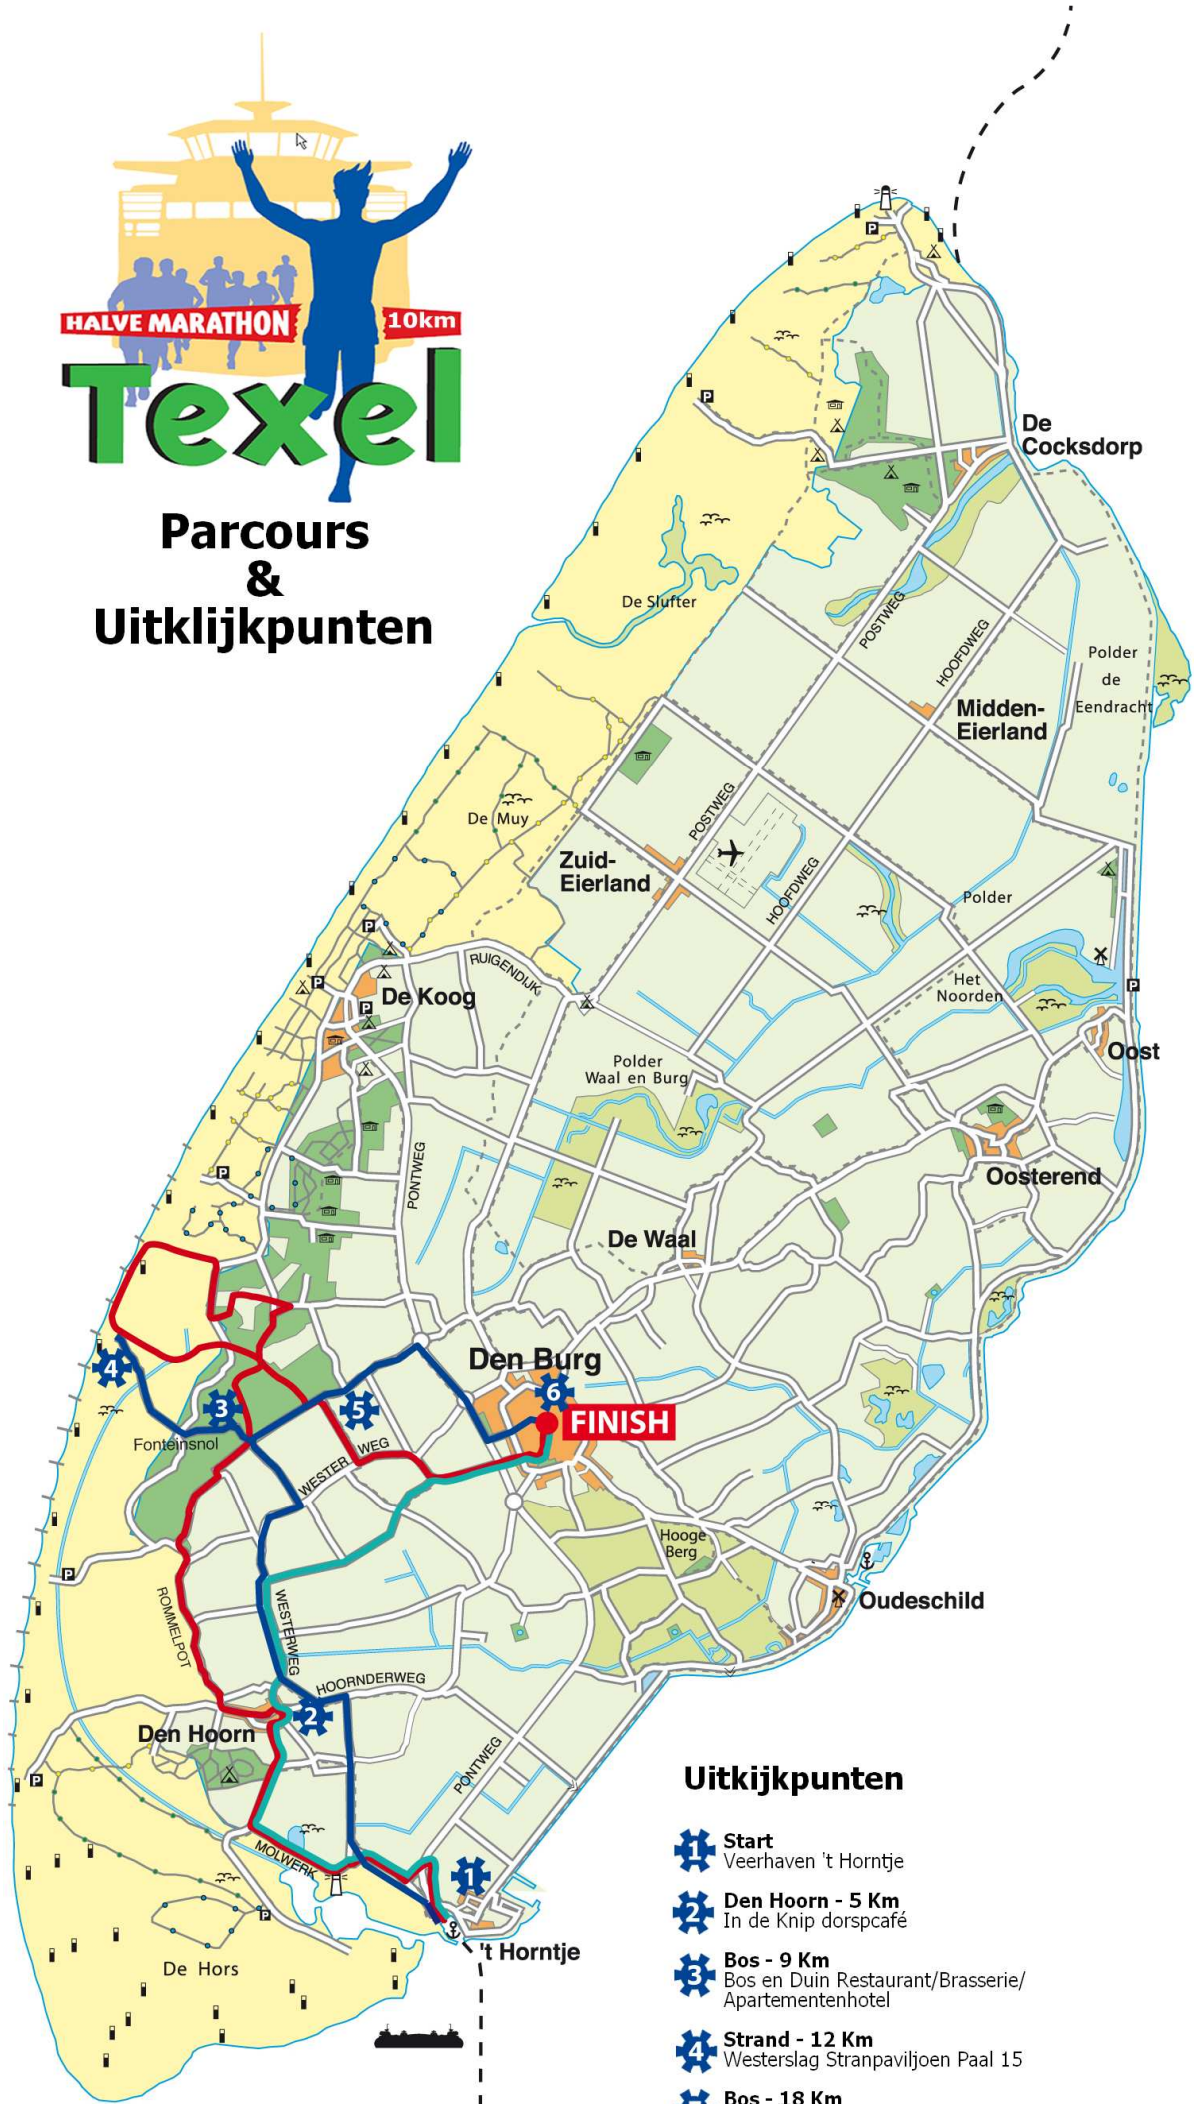 HALVE MARATHON
10km
Texel
Parcours
&
Uitklijkpunten
P
De
Cocksdorp
P
De Slufter
POSTWEG
HOOFDWEG
Polder
de
Eendracht
Midden-
Eierland
De Muy
POSTWEG
Zuid-
Eierland
HOOFDWEG
Polder
P
RUIGENDIJK
De Koog
P
P
Het
Noorden
P
Oost
Polder
Waal en Burg
PONTWEG
P
Oosterend
De Waal
Den Burg
4
3
5
6
FINISH
Fonteinsnol
WESTER WEG
Hooge
Berg
P
Oudeschild
ROMMELPOT
WESTERWEG
HOORNDERWEG
2
Den Hoorn
PONTWEG
P
MOLWERK
1
P
't Horntje
De Hors
Uitkijkpunten
1 Start
Veerhaven 't Horntje
2 Den Hoorn - 5 Km
In de Knip dorspcafé
3 Bos - 9 Km
Bos en Duin Restaurant/Brasserie/
Apartementenhotel
4 Strand - 12 Km
Westerslag Stranpaviljoen Paal 15
Bos - 18 Km